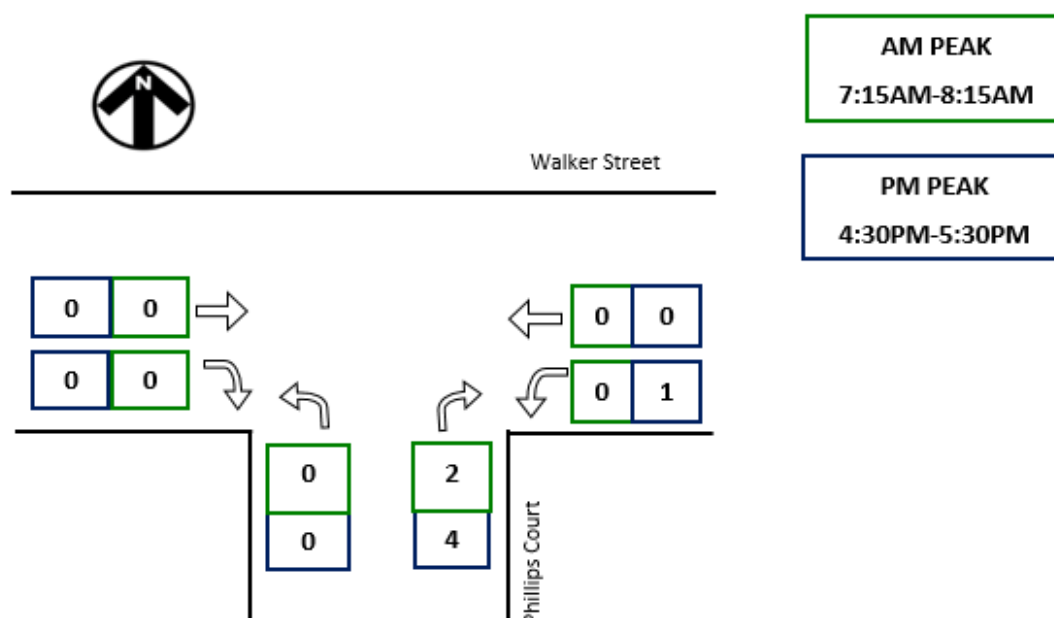 AM PEAK
7:15AM-8:15AM
N
Walker Street
PM PEAK
4:30PM-5:30PM
0 0
0 0
0 0
0 1
0
0
2
4
Phillips Court